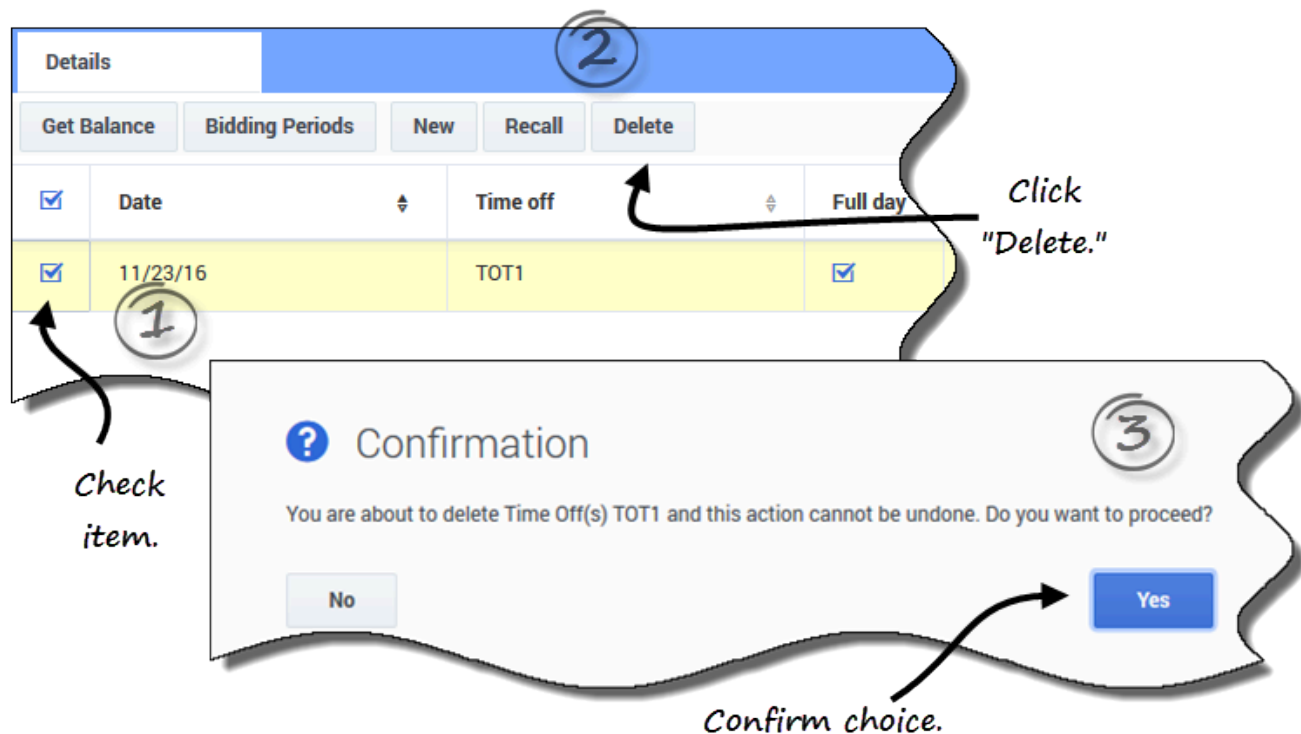 Details
2
Get Balance Bidding Periods New Recall Delete
Date Time off Full day
Click
"Delete."
11/23/16 TOT1
1
Check
item.
3
Confirmation
You are about to delete Time Off(s) TOT1 and this action cannot be undone. Do you want to proceed?
No Yes
Confirm choice.